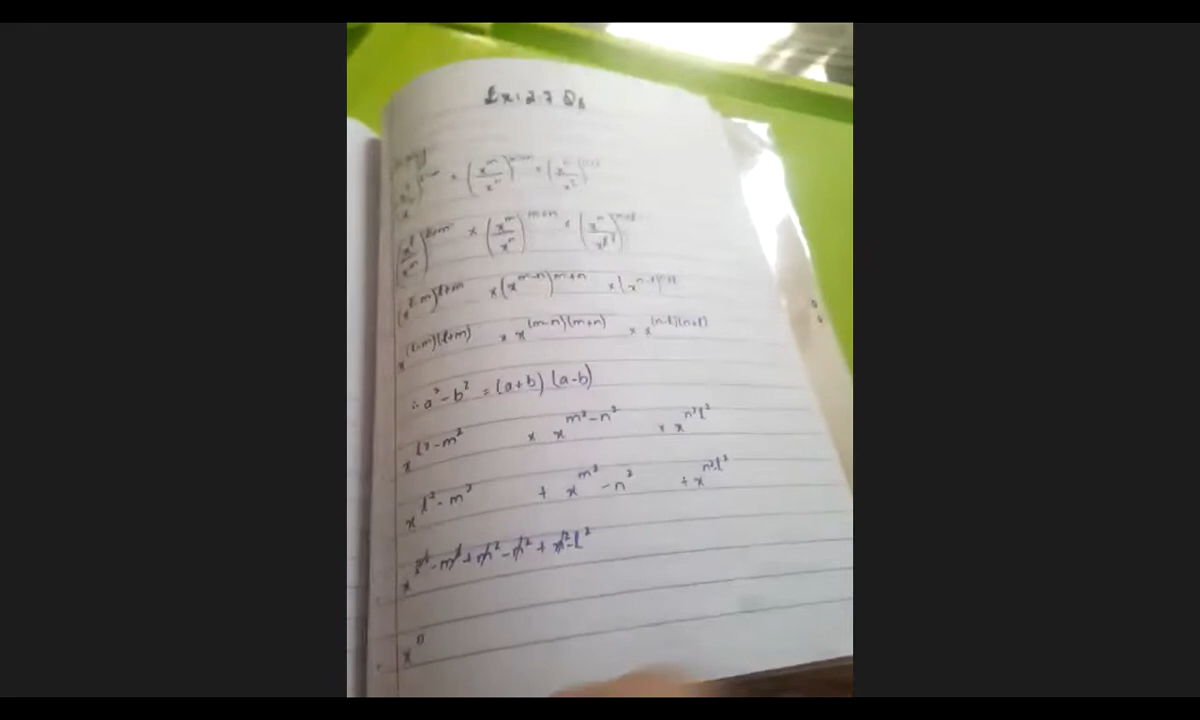 Ex: 2.7 Q
(x^m/x^n)^m+n × (x^n/x^l)
(x^l/x^m)^l+m × (x^m/x^n)^m+n × (x^n/x^l)^n+l
(x^l-m)^l+m ×(x^m-n)^m+n ×(x^n-l)^n+l
x^(l-m)(l+m) × x^(m-n)(m+n) × x^(n-l)(n+l)
∴ a²-b² = (a+b) (a-b)
x^l²-m² × x^m²-n² × x^n²-l²
x^l²-m² + x^m²-n² + x^n²-l²
x^l²-m²+m²-n²+n²-l²
x^0